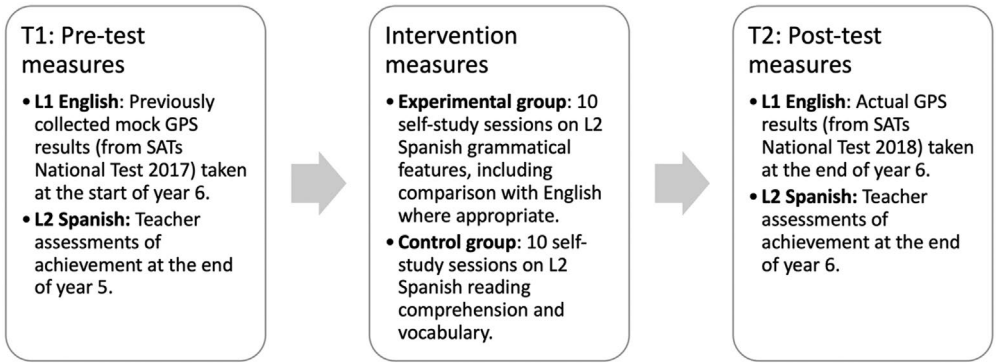 T1: Pre-test
measures
• L1 English: Previously
collected mock GPS
results (from SATs
National Test 2017) taken
at the start of year 6.
• L2 Spanish: Teacher
assessments of
achievement at the end
of year 5.
Intervention
measures
• Experimental group: 10
self-study sessions on L2
Spanish grammatical
features, including
comparison with English
where appropriate.
• Control group: 10 self-
study sessions on L2
Spanish reading
comprehension and
vocabulary.
T2: Post-test
measures
• L1 English: Actual GPS
results (from SATs
National Test 2018) taken
at the end of year 6.
• L2 Spanish: Teacher
assessments of
achievement at the end of year
6.